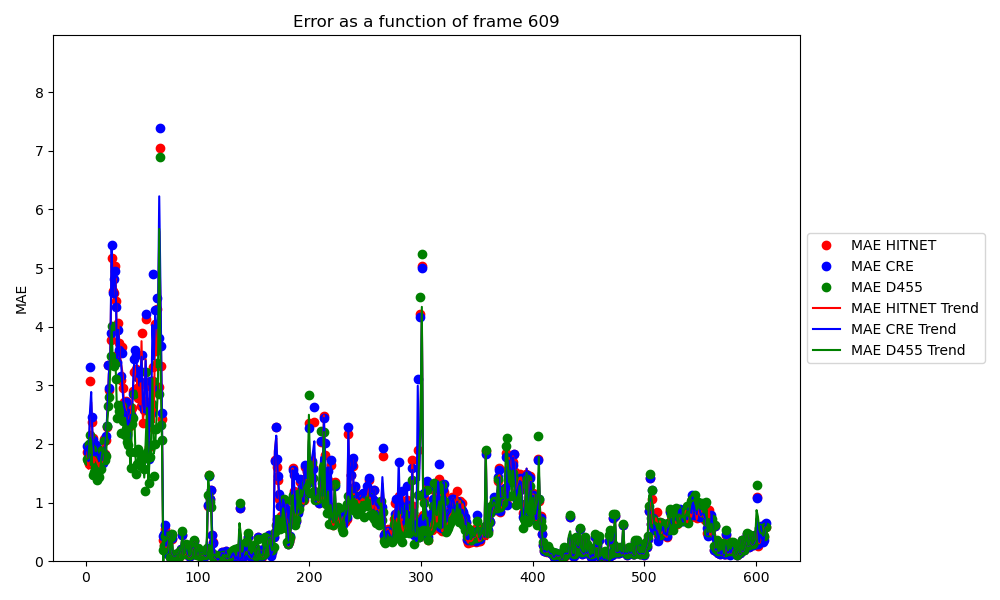 Error as a function of frame 609
MAE
8
7
6
5
4
3
2
1
0
0 100 200 300 400 500 600
MAE HITNET
MAE CRE
MAE D455
MAE HITNET Trend
MAE CRE Trend
MAE D455 Trend